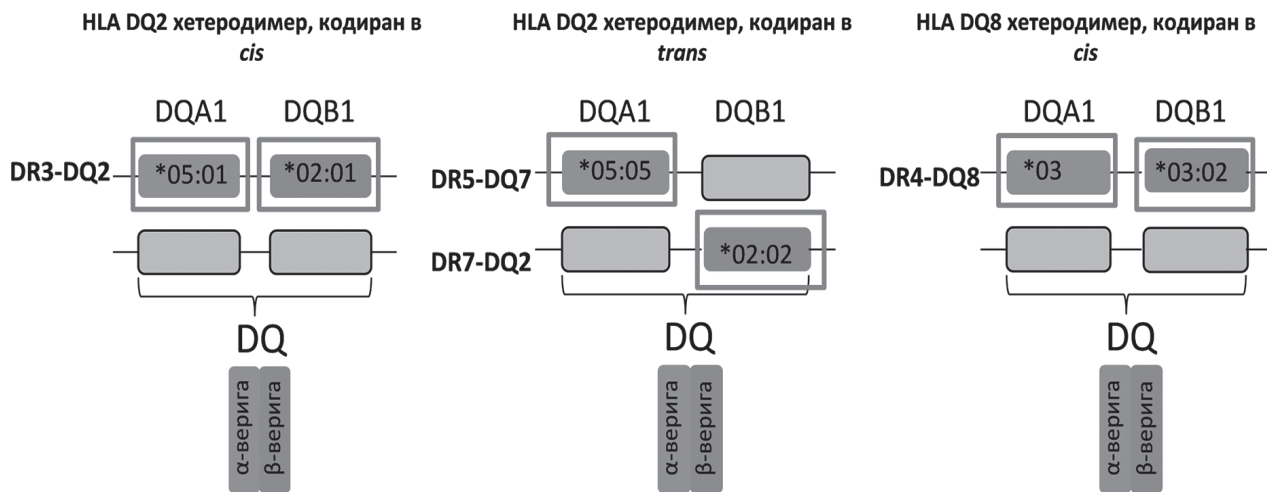 HLA DQ2 хетеродимер, кодиран в
cis
DQA1 DQB1
DR3-DQ2 *05:01 *02:01
DQ
α-верига
β-верига
HLA DQ2 хетеродимер, кодиран в
trans
DQA1 DQB1
DR5-DQ7 *05:05
DR7-DQ2 *02:02
DQ
α-верига
β-верига
HLA DQ8 хетеродимер, кодиран в
cis
DQA1 DQB1
DR4-DQ8 *03 *03:02
DQ
α-верига
β-верига